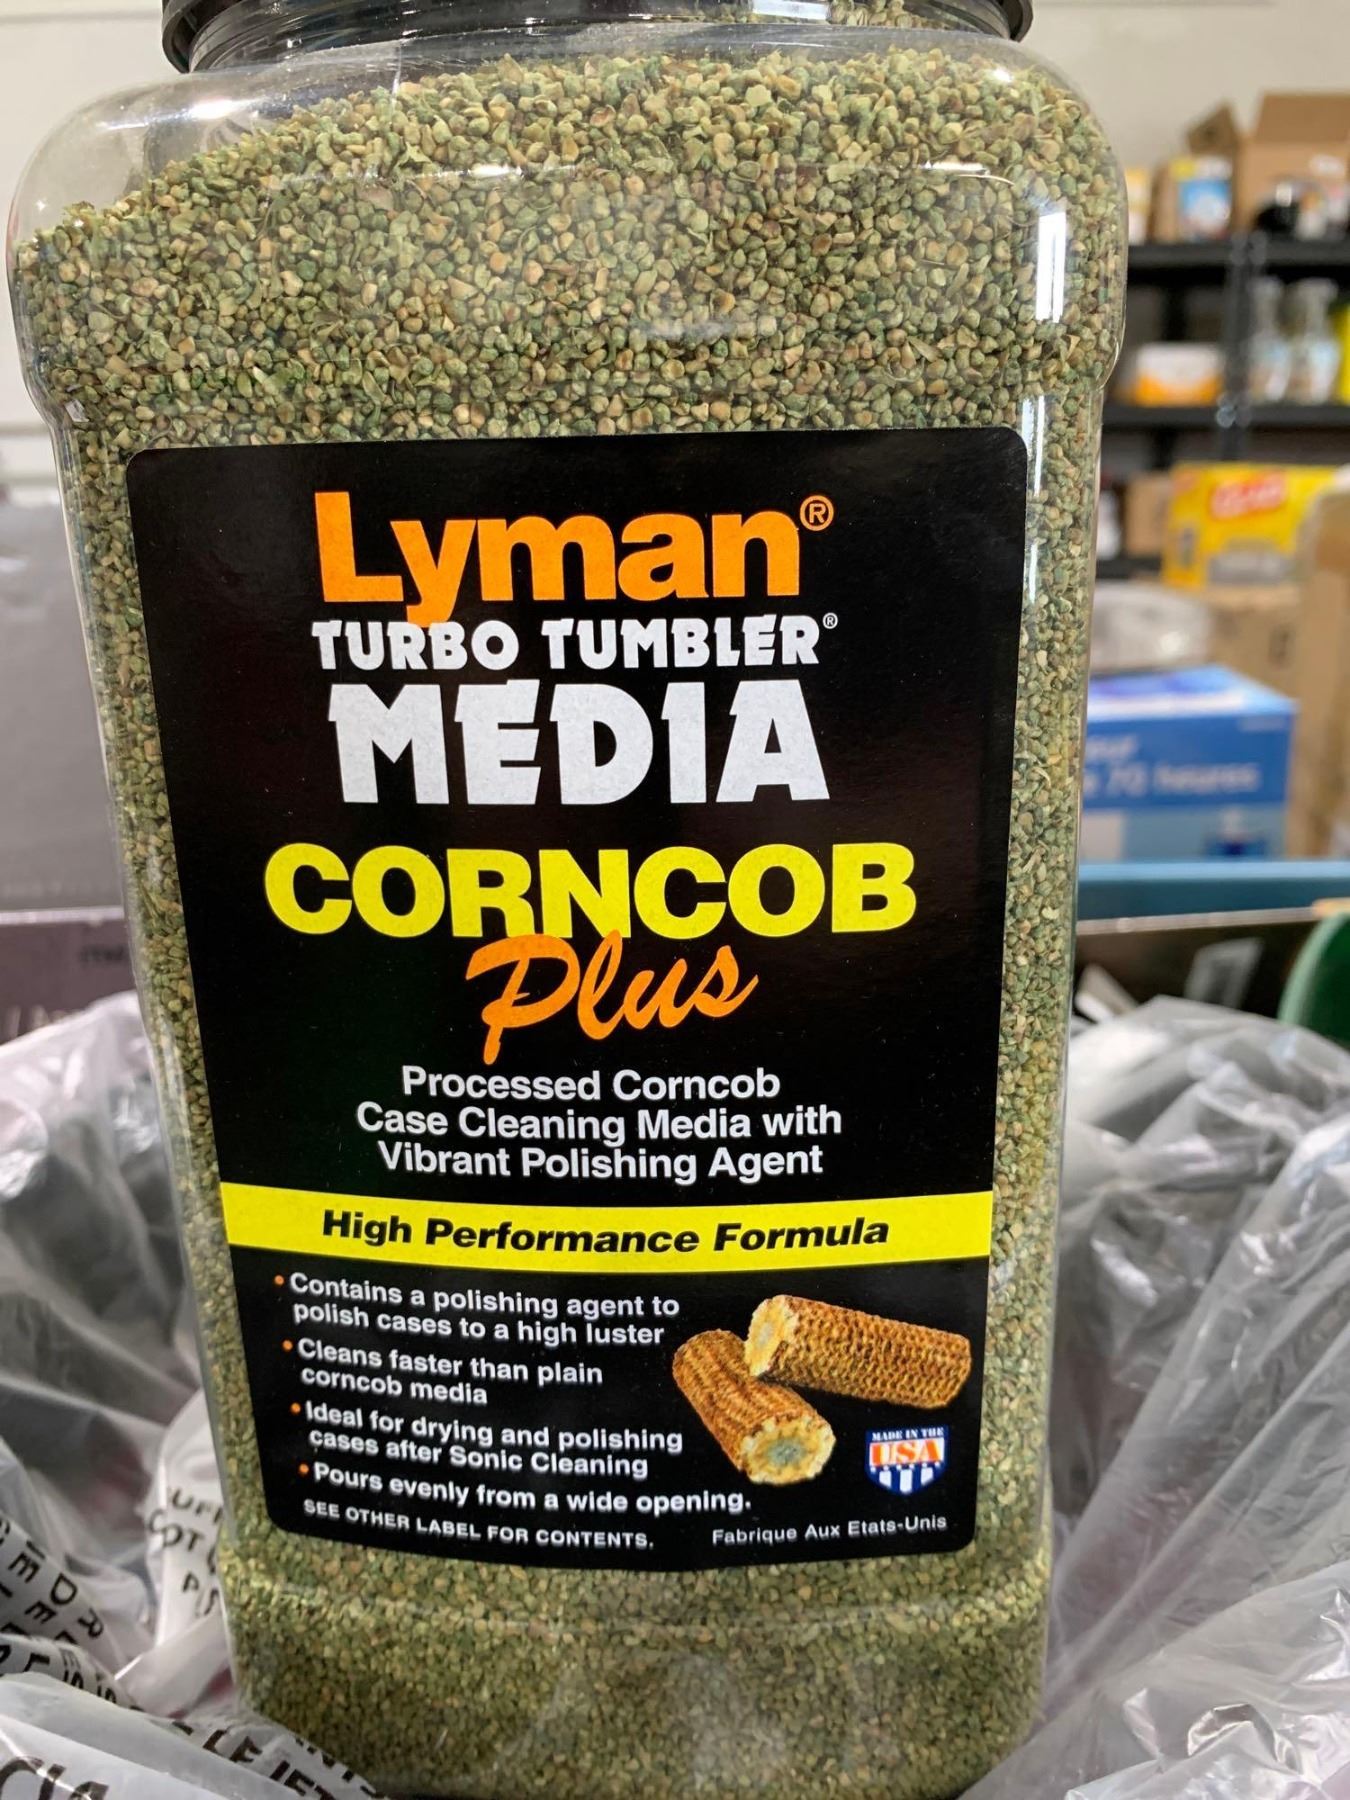 Lyman®
TURBO TUMBLER®
MEDIA
CORNCOB
Plus
Processed Corncob
Case Cleaning Media with
Vibrant Polishing Agent
High Performance Formula
• Contains a polishing agent to
polish cases to a high luster
• Cleans faster than plain
corncob media
• Ideal for drying and polishing
cases after Sonic Cleaning
• Pours evenly from a wide opening.
SEE OTHER LABEL FOR CONTENTS.
MADE IN THE
USA
Fabrique Aux Etats-Unis